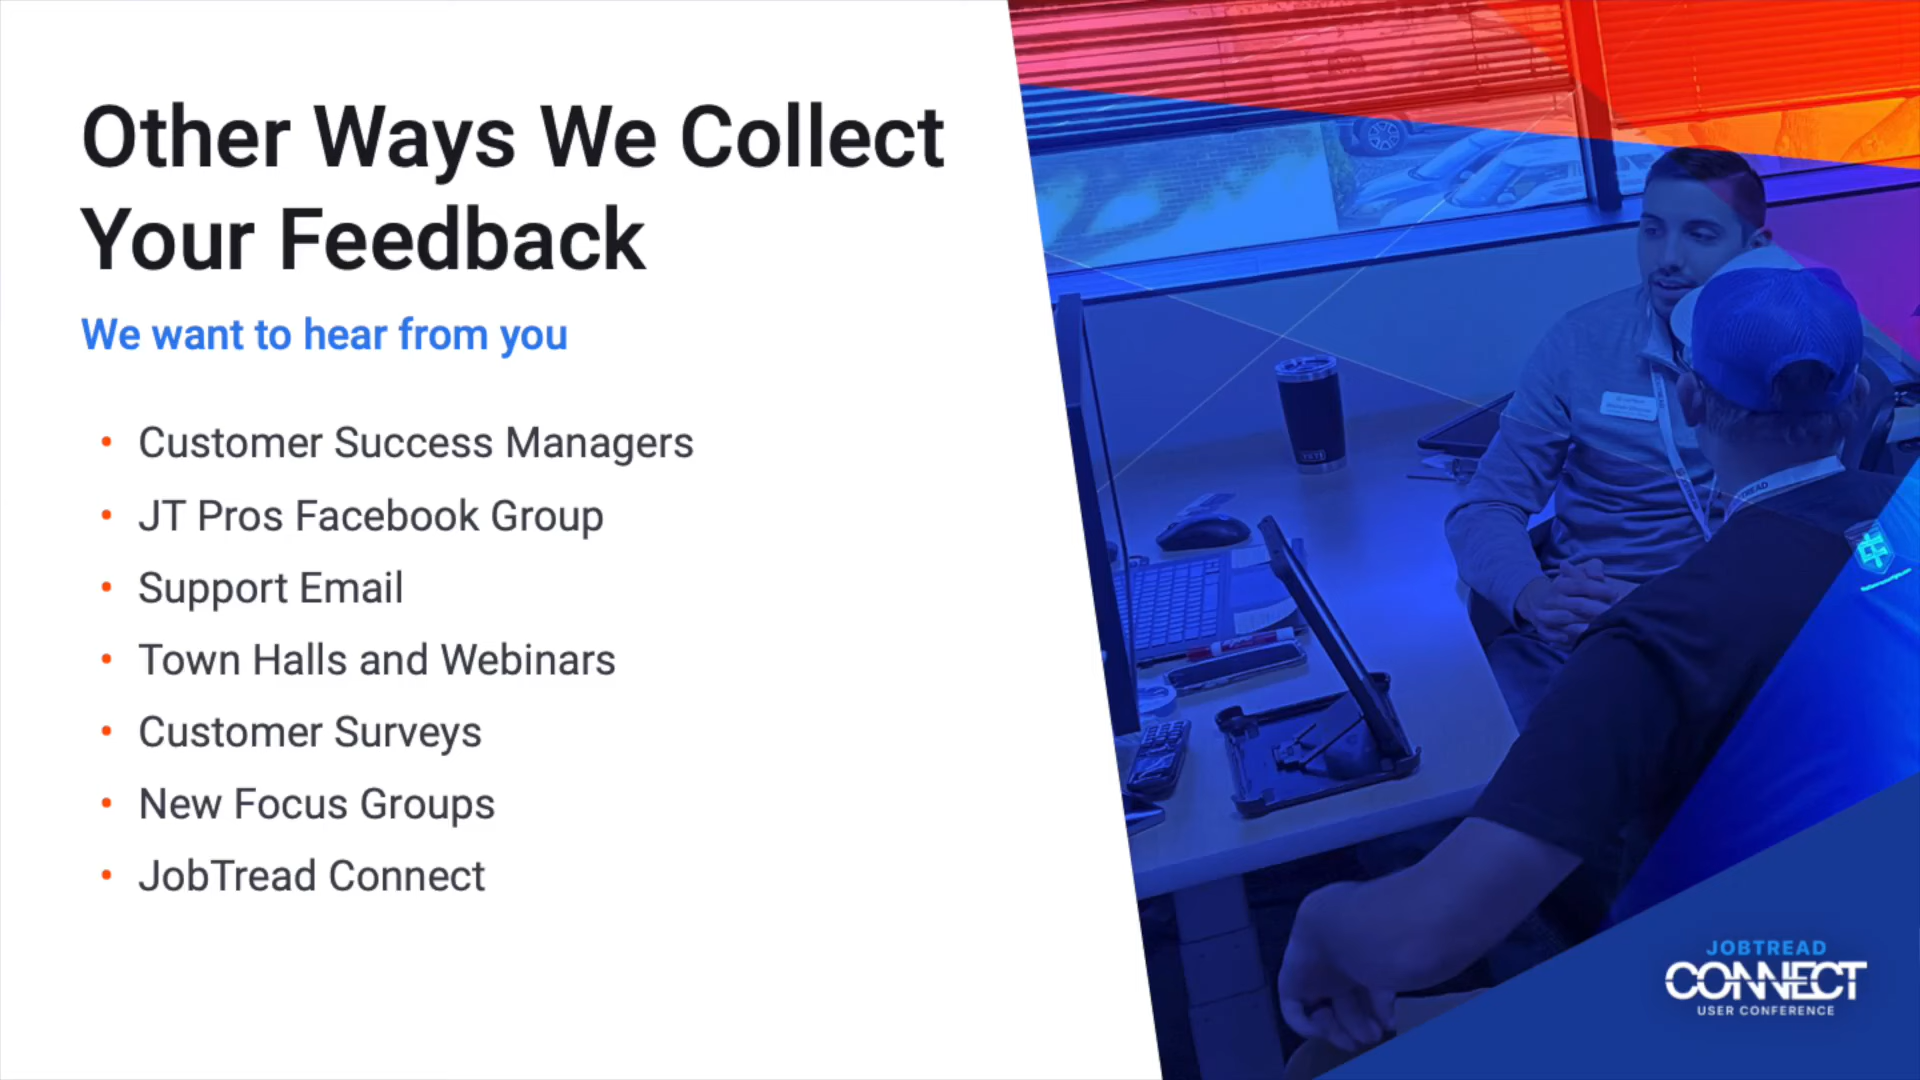 Other Ways We Collect
Your Feedback
We want to hear from you
• Customer Success Managers
• JT Pros Facebook Group
• Support Email
• Town Halls and Webinars
• Customer Surveys
• New Focus Groups
• JobTread Connect
YETI
JOBTREAD
CONNECT
USER CONFERENCE